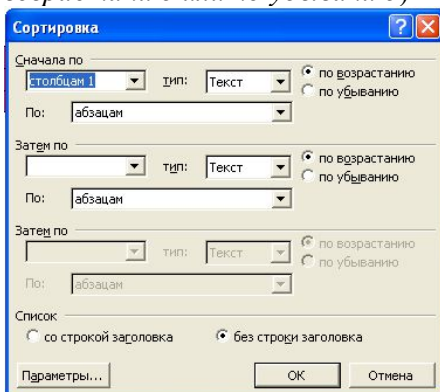 Сортировка
Сначала по
столбцам 1 тип: Текст по возрастанию
по убыванию
По: абзацам
Затем по
тип: Текст по возрастанию
по убыванию
По: абзацам
Затем по
тип: Текст по возрастанию
по убыванию
По: абзацам
Список
со строкой заголовка без строки заголовка
Параметры... ОК Отмена